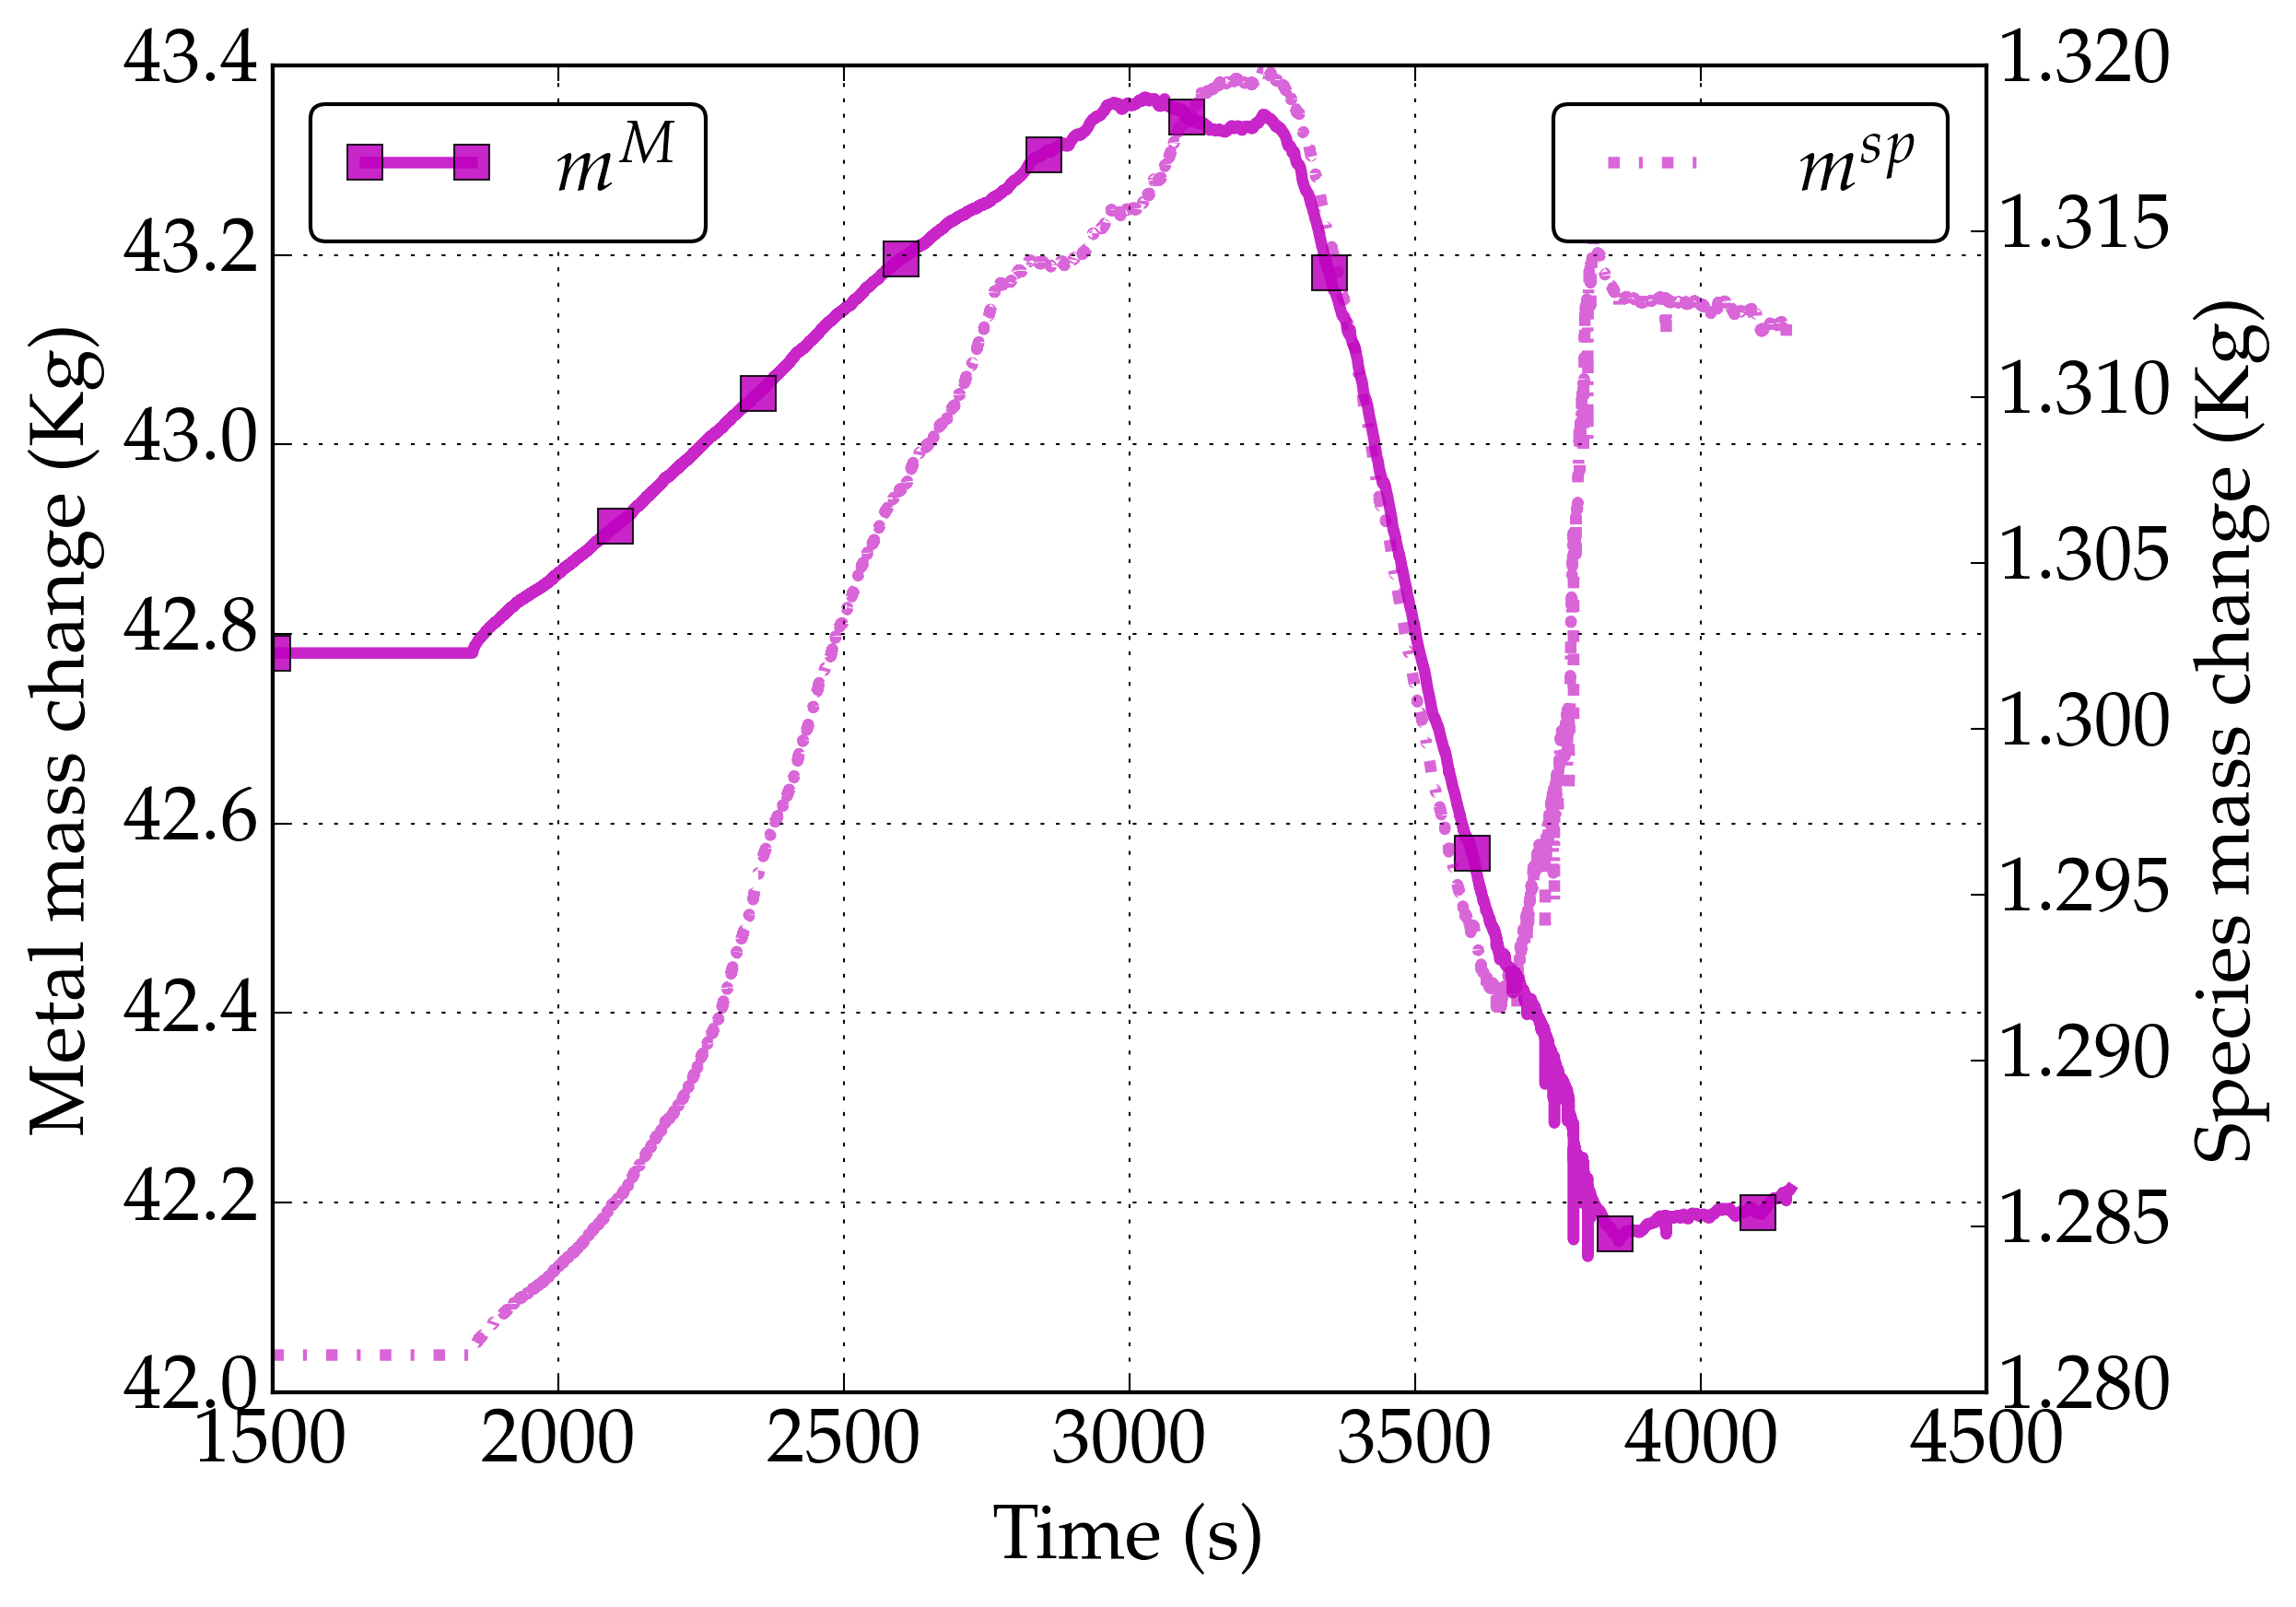 43.4
43.2
43.0
42.8
42.6
42.4
42.2
42.0
Metal mass change (Kg)
m^M
m^{sp}
1.320
1.315
1.310
1.305
1.300
1.295
1.290
1.285
1.280
Species mass change (Kg)
1500 2000 2500 3000 3500 4000 4500
Time (s)